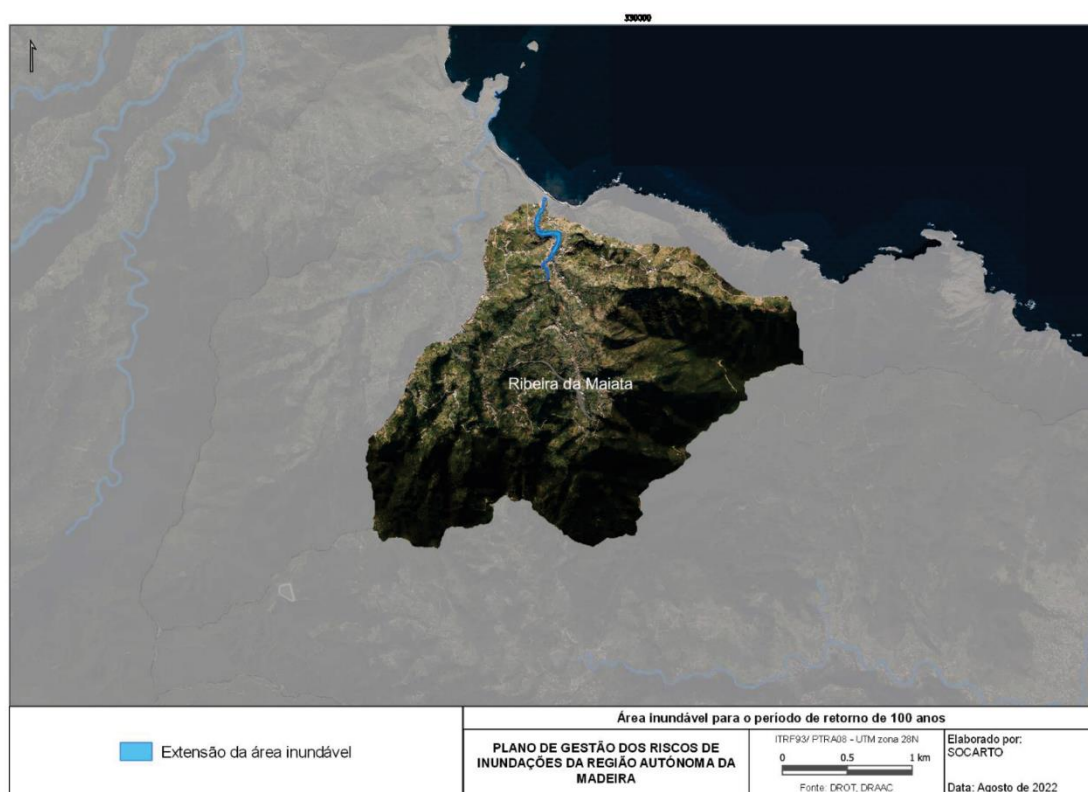 330000
Ribeira da Maiata
Extensão da área inundável
Área inundável para o período de retorno de 100 anos
PLANO DE GESTÃO DOS RISCOS DE
INUNDAÇÕES DA REGIÃO AUTÓNOMA DA
MADEIRA
ITRF93/ PTRA08 - UTM zona 28N
0 0.5 1 km
Fonte: DROT, DRAAC
Elaborado por:
SOCARTO
Data: Agosto de 2022